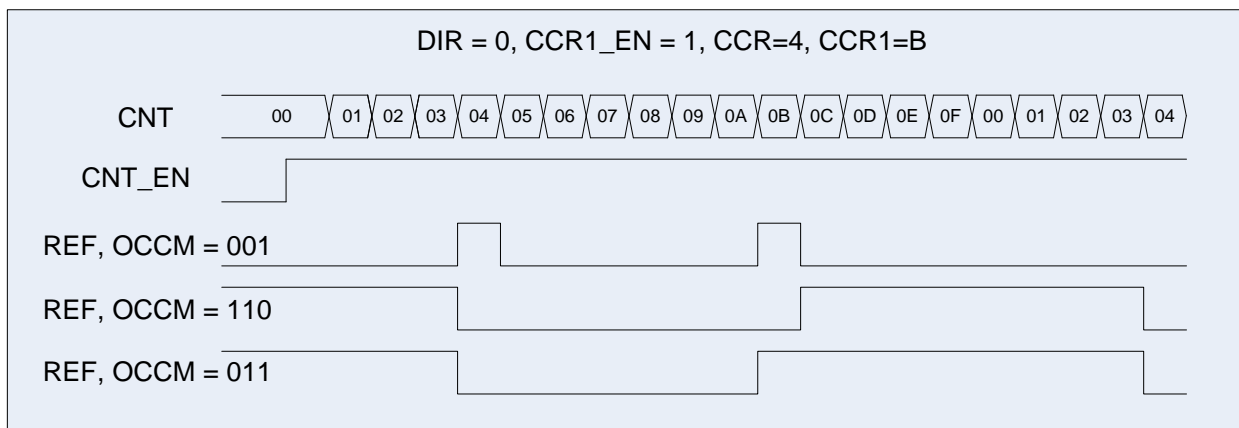 DIR = 0, CCR1_EN = 1, CCR=4, CCR1=B
CNT 00 01 02 03 04 05 06 07 08 09 0A 0B 0C 0D 0E 0F 00 01 02 03 04
CNT_EN
REF, OCCM = 001
REF, OCCM = 110
REF, OCCM = 011